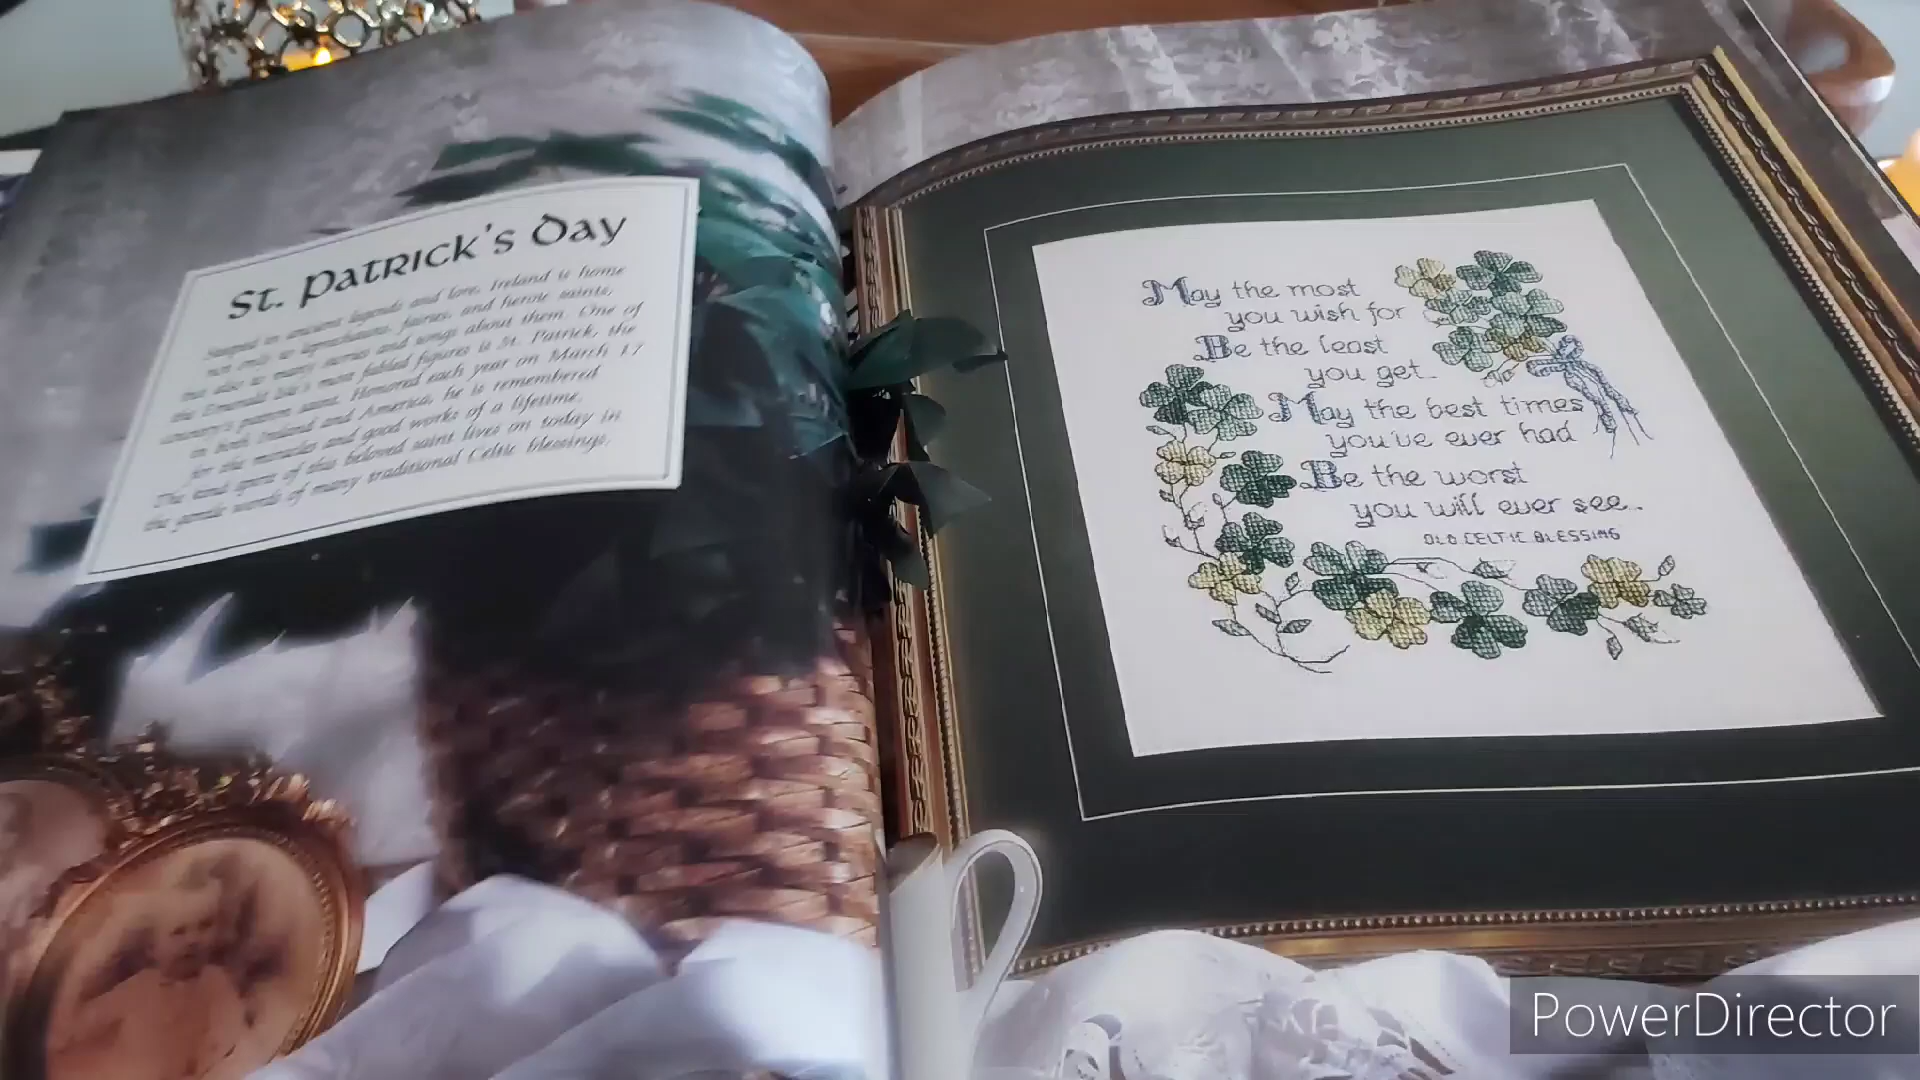 St. Patrick's Day
Steeped in ancient legends and lore, Ireland is home
not only to leprechauns, fairies, and heroic saints,
but also to many stories and songs about them. One of
the Emerald Isle's most fabled figures is St. Patrick, the
country's patron saint. Honored each year on March 17
in both Ireland and America, he is remembered
for the miracles and good works of a lifetime.
The kind spirit of this beloved saint lives on today in
the gentle words of many traditional Celtic blessings.
May the most
you wish for
Be the least
you get..
May the best times
you've ever had
Be the worst
you will ever see..
OLD CELTIC BLESSING
PowerDirector